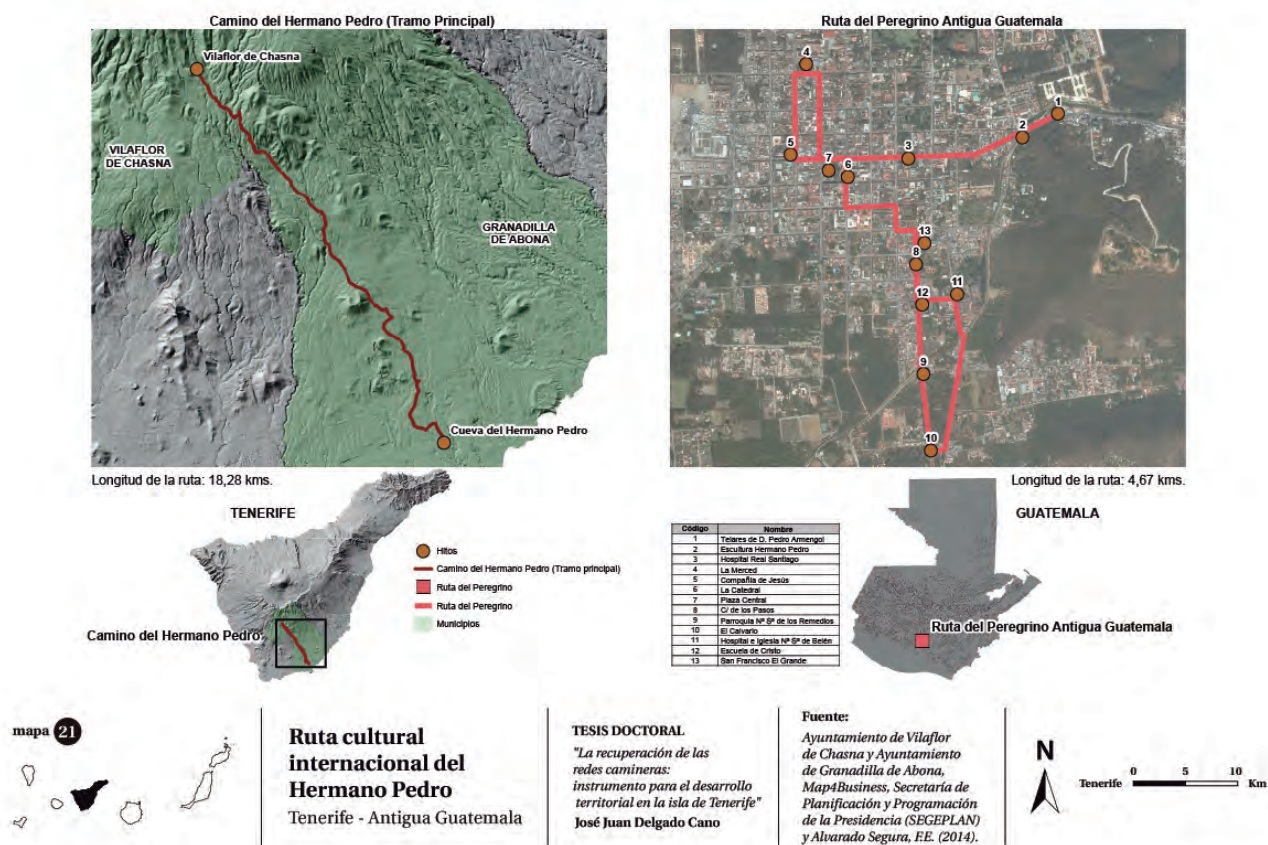 Camino del Hermano Pedro (Tramo Principal)
Vilaflor de Chasna
VILAFLOR
DE CHASNA
GRANADILLA
DE ABONA
Cueva del Hermano Pedro
Longitud de la ruta: 18,28 kms.
Ruta del Peregrino Antigua Guatemala
4
1
2
5
3
7
6
13
8
11
12
9
10
Longitud de la ruta: 4,67 kms.
TENERIFE
Camino del Hermano Pedro
Hitos
Camino del Hermano Pedro (Tramo principal)
Ruta del Peregrino
Ruta del Peregrino
Municipios
Código Nombre
1 Telares de D. Pedro Armengol
2 Escultura Hermano Pedro
3 Hospital Real Santiago
4 La Merced
5 Compañía de Jesús
6 La Catedral
7 Plaza Central
8 C/ de los Pasos
9 Parroquia Nª Sª de los Remedios
10 El Calvario
11 Hospital e Iglesia Nª Sª de Belén
12 Escuela de Cristo
13 San Francisco El Grande
GUATEMALA
Ruta del Peregrino Antigua Guatemala
mapa 21
Ruta cultural
internacional del
Hermano Pedro
Tenerife - Antigua Guatemala
TESIS DOCTORAL
"La recuperación de las
redes camineras:
instrumento para el desarrollo
territorial en la isla de Tenerife"
José Juan Delgado Cano
Fuente:
Ayuntamiento de Vilaflor
de Chasna y Ayuntamiento
de Granadilla de Abona,
Map4Business, Secretaría de
Planificación y Programación
de la Presidencia (SEGEPLAN)
y Alvarado Segura, F.E. (2014).
N
Tenerife 0 5 10 Km